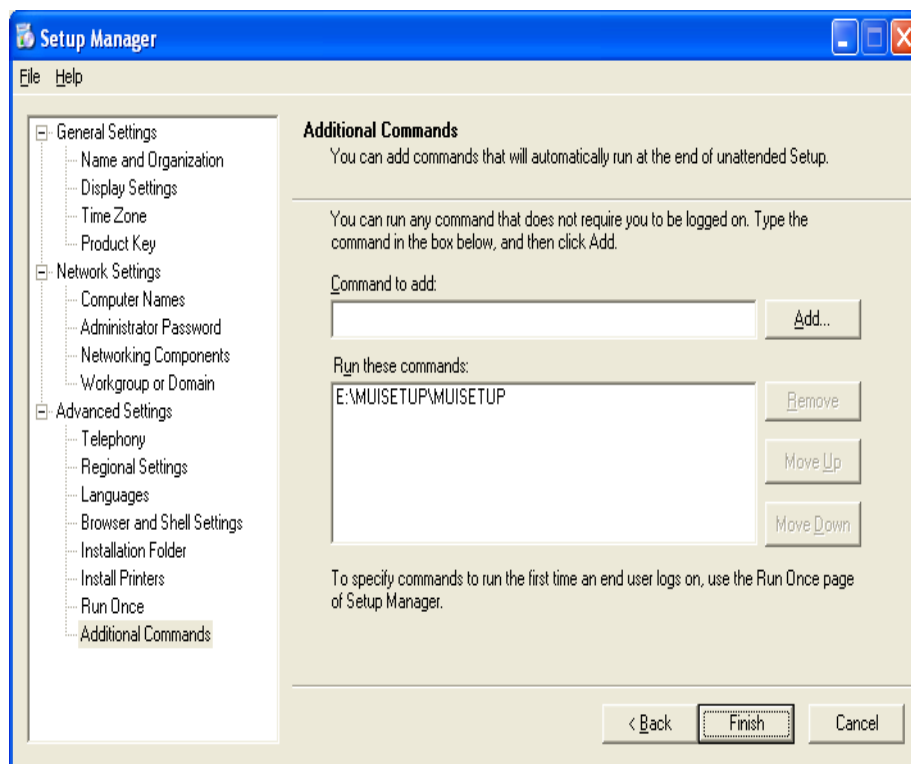 Setup Manager
File Help
General Settings
Name and Organization
Display Settings
Time Zone
Product Key
Network Settings
Computer Names
Administrator Password
Networking Components
Workgroup or Domain
Advanced Settings
Telephony
Regional Settings
Languages
Browser and Shell Settings
Installation Folder
Install Printers
Run Once
Additional Commands
Additional Commands
You can add commands that will automatically run at the end of unattended Setup.
You can run any command that does not require you to be logged on. Type the
command in the box below, and then click Add.
Command to add:
Add...
Run these commands:
E:\MUISETUP\MUISETUP
Remove
Move Up
Move Down
To specify commands to run the first time an end user logs on, use the Run Once page
of Setup Manager.
< Back
Finish
Cancel